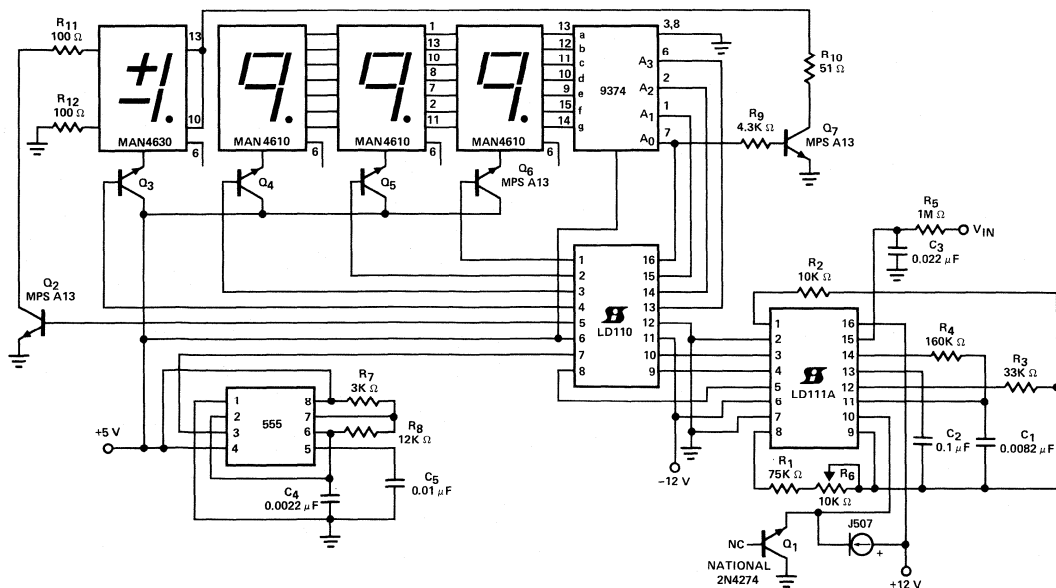 R11
100 Ω
R12
100 Ω
+1.
-1.
MAN4630
13
10
6
9.
MAN4610
6
9.
MAN4610
6
1
13
10
8
7
2
11
9.
MAN4610
6
13
12
11
10
9
15
14
a
b
c
d
e
f
g
9374
A3
A2
A1
A0
3,8
6
2
1
7
R10
51 Ω
R9
4.3K Ω
Q7
MPS A13
Q3
Q4
Q5
Q6
MPS A13
R5
1M Ω
VIN
C3
0.022 μF
Q2
MPS A13
1
2
3
4
5
6
7
8
LD110
16
15
14
13
12
11
10
9
R2
10K Ω
1
2
3
4
5
6
7
8
LD111A
16
15
14
13
12
11
10
9
R4
160K Ω
R3
33K Ω
C2
0.1 μF
C1
0.0082 μF
+5 V
1
2
3
4
555
8
7
6
5
R7
3K Ω
R8
12K Ω
C4
0.0022 μF
C5
0.01 μF
-12 V
R1
75K Ω
R6
10K Ω
NC
Q1
NATIONAL
2N4274
J507
+
+12 V